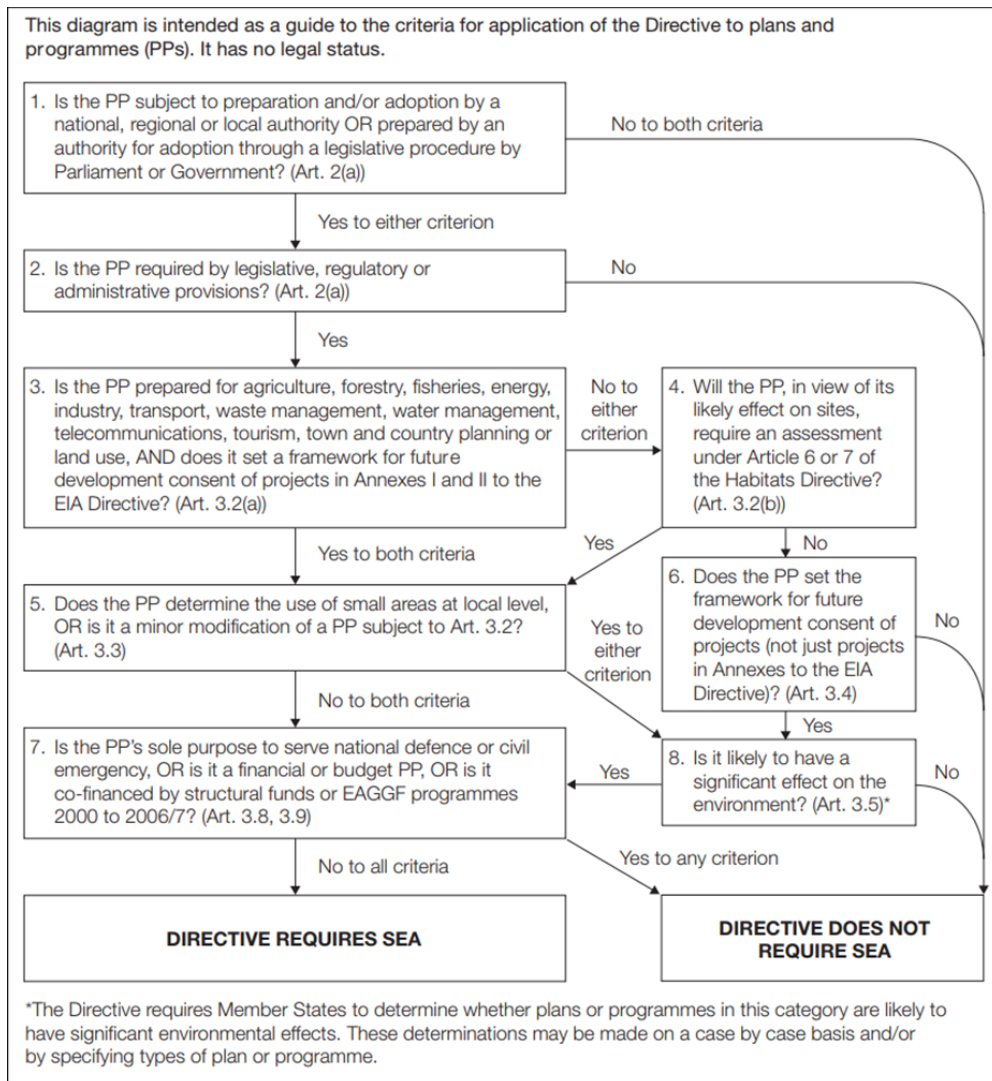 This diagram is intended as a guide to the criteria for application of the Directive to plans and
programmes (PPs). It has no legal status.
1. Is the PP subject to preparation and/or adoption by a
national, regional or local authority OR prepared by an
authority for adoption through a legislative procedure by
Parliament or Government? (Art. 2(a))
No to both criteria
Yes to either criterion
2. Is the PP required by legislative, regulatory or
administrative provisions? (Art. 2(a))
No
Yes
3. Is the PP prepared for agriculture, forestry, fisheries, energy,
industry, transport, waste management, water management,
telecommunications, tourism, town and country planning or
land use, AND does it set a framework for future
development consent of projects in Annexes I and II to the
EIA Directive? (Art. 3.2(a))
No to
either
criterion
4. Will the PP, in view of its
likely effect on sites,
require an assessment
under Article 6 or 7 of
the Habitats Directive?
(Art. 3.2(b))
Yes to both criteria
Yes
No
5. Does the PP determine the use of small areas at local level,
OR is it a minor modification of a PP subject to Art. 3.2?
(Art. 3.3)
Yes to
either
criterion
6. Does the PP set the
framework for future
development consent of
projects (not just projects
in Annexes to the EIA
Directive)? (Art. 3.4)
No
No to both criteria
Yes
7. Is the PP's sole purpose to serve national defence or civil
emergency, OR is it a financial or budget PP, OR is it
co-financed by structural funds or EAGGF programmes
2000 to 2006/7? (Art. 3.8, 3.9)
Yes
8. Is it likely to have a
significant effect on the
environment? (Art. 3.5)*
No
No to all criteria
Yes to any criterion
DIRECTIVE REQUIRES SEA
DIRECTIVE DOES NOT
REQUIRE SEA
*The Directive requires Member States to determine whether plans or programmes in this category are likely to
have significant environmental effects. These determinations may be made on a case by case basis and/or
by specifying types of plan or programme.